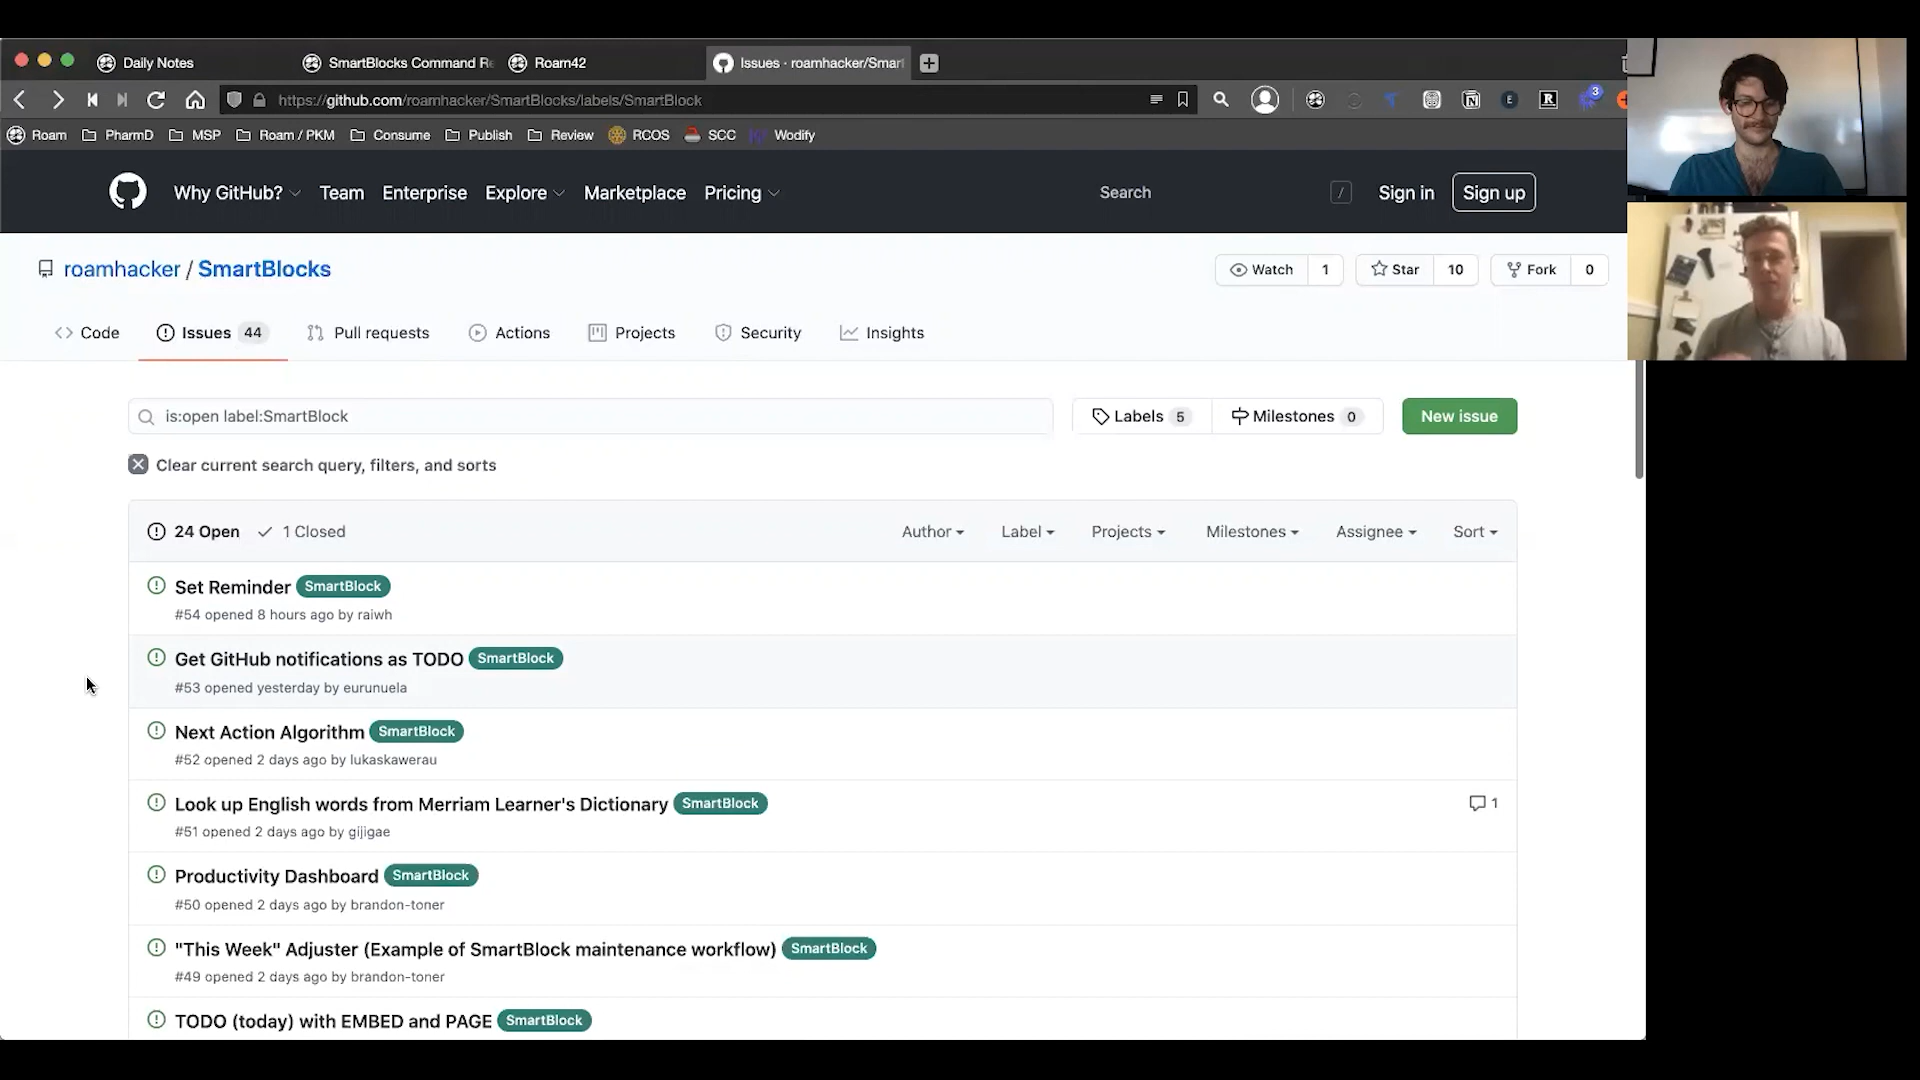 Daily Notes
SmartBlocks Command Re
Roam42
Issues · roamhacker/Smart
https://github.com/roamhacker/SmartBlocks/labels/SmartBlock
3
Roam
PharmD
MSP
Roam / PKM
Consume
Publish
Review
RCOS
SCC
Wodify
Why GitHub?
Team
Enterprise
Explore
Marketplace
Pricing
Search
/
Sign in
Sign up
roamhacker / SmartBlocks
Watch 1
Star 10
Fork 0
Code
Issues 44
Pull requests
Actions
Projects
Security
Insights
is:open label:SmartBlock
Labels 5
Milestones 0
New issue
Clear current search query, filters, and sorts
24 Open
1 Closed
Author
Label
Projects
Milestones
Assignee
Sort
Set Reminder SmartBlock
#54 opened 8 hours ago by raiwh
Get GitHub notifications as TODO SmartBlock
#53 opened yesterday by eurunuela
Next Action Algorithm SmartBlock
#52 opened 2 days ago by lukaskawerau
Look up English words from Merriam Learner's Dictionary SmartBlock
1
#51 opened 2 days ago by gijigae
Productivity Dashboard SmartBlock
#50 opened 2 days ago by brandon-toner
"This Week" Adjuster (Example of SmartBlock maintenance workflow) SmartBlock
#49 opened 2 days ago by brandon-toner
TODO (today) with EMBED and PAGE SmartBlock